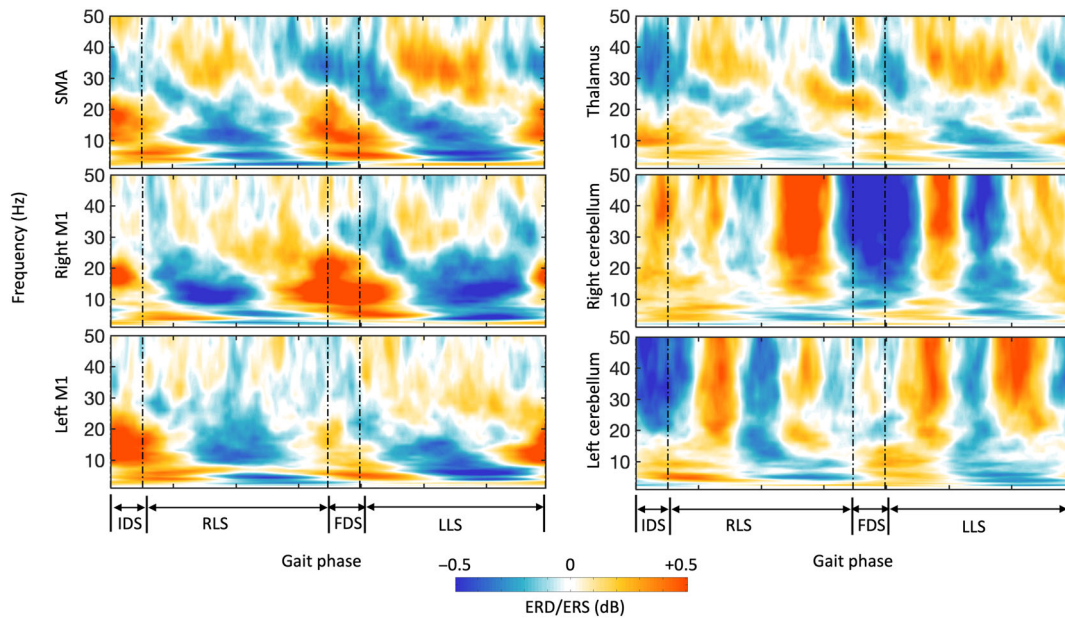 50
40
30
20
10
SMA
50
40
30
20
10
Thalamus
Frequency (Hz)
50
40
30
20
10
Right M1
50
40
30
20
10
Right cerebellum
50
40
30
20
10
Left M1
50
40
30
20
10
Left cerebellum
IDS RLS FDS LLS
IDS RLS FDS LLS
Gait phase
Gait phase
–0.5 0 +0.5
ERD/ERS (dB)